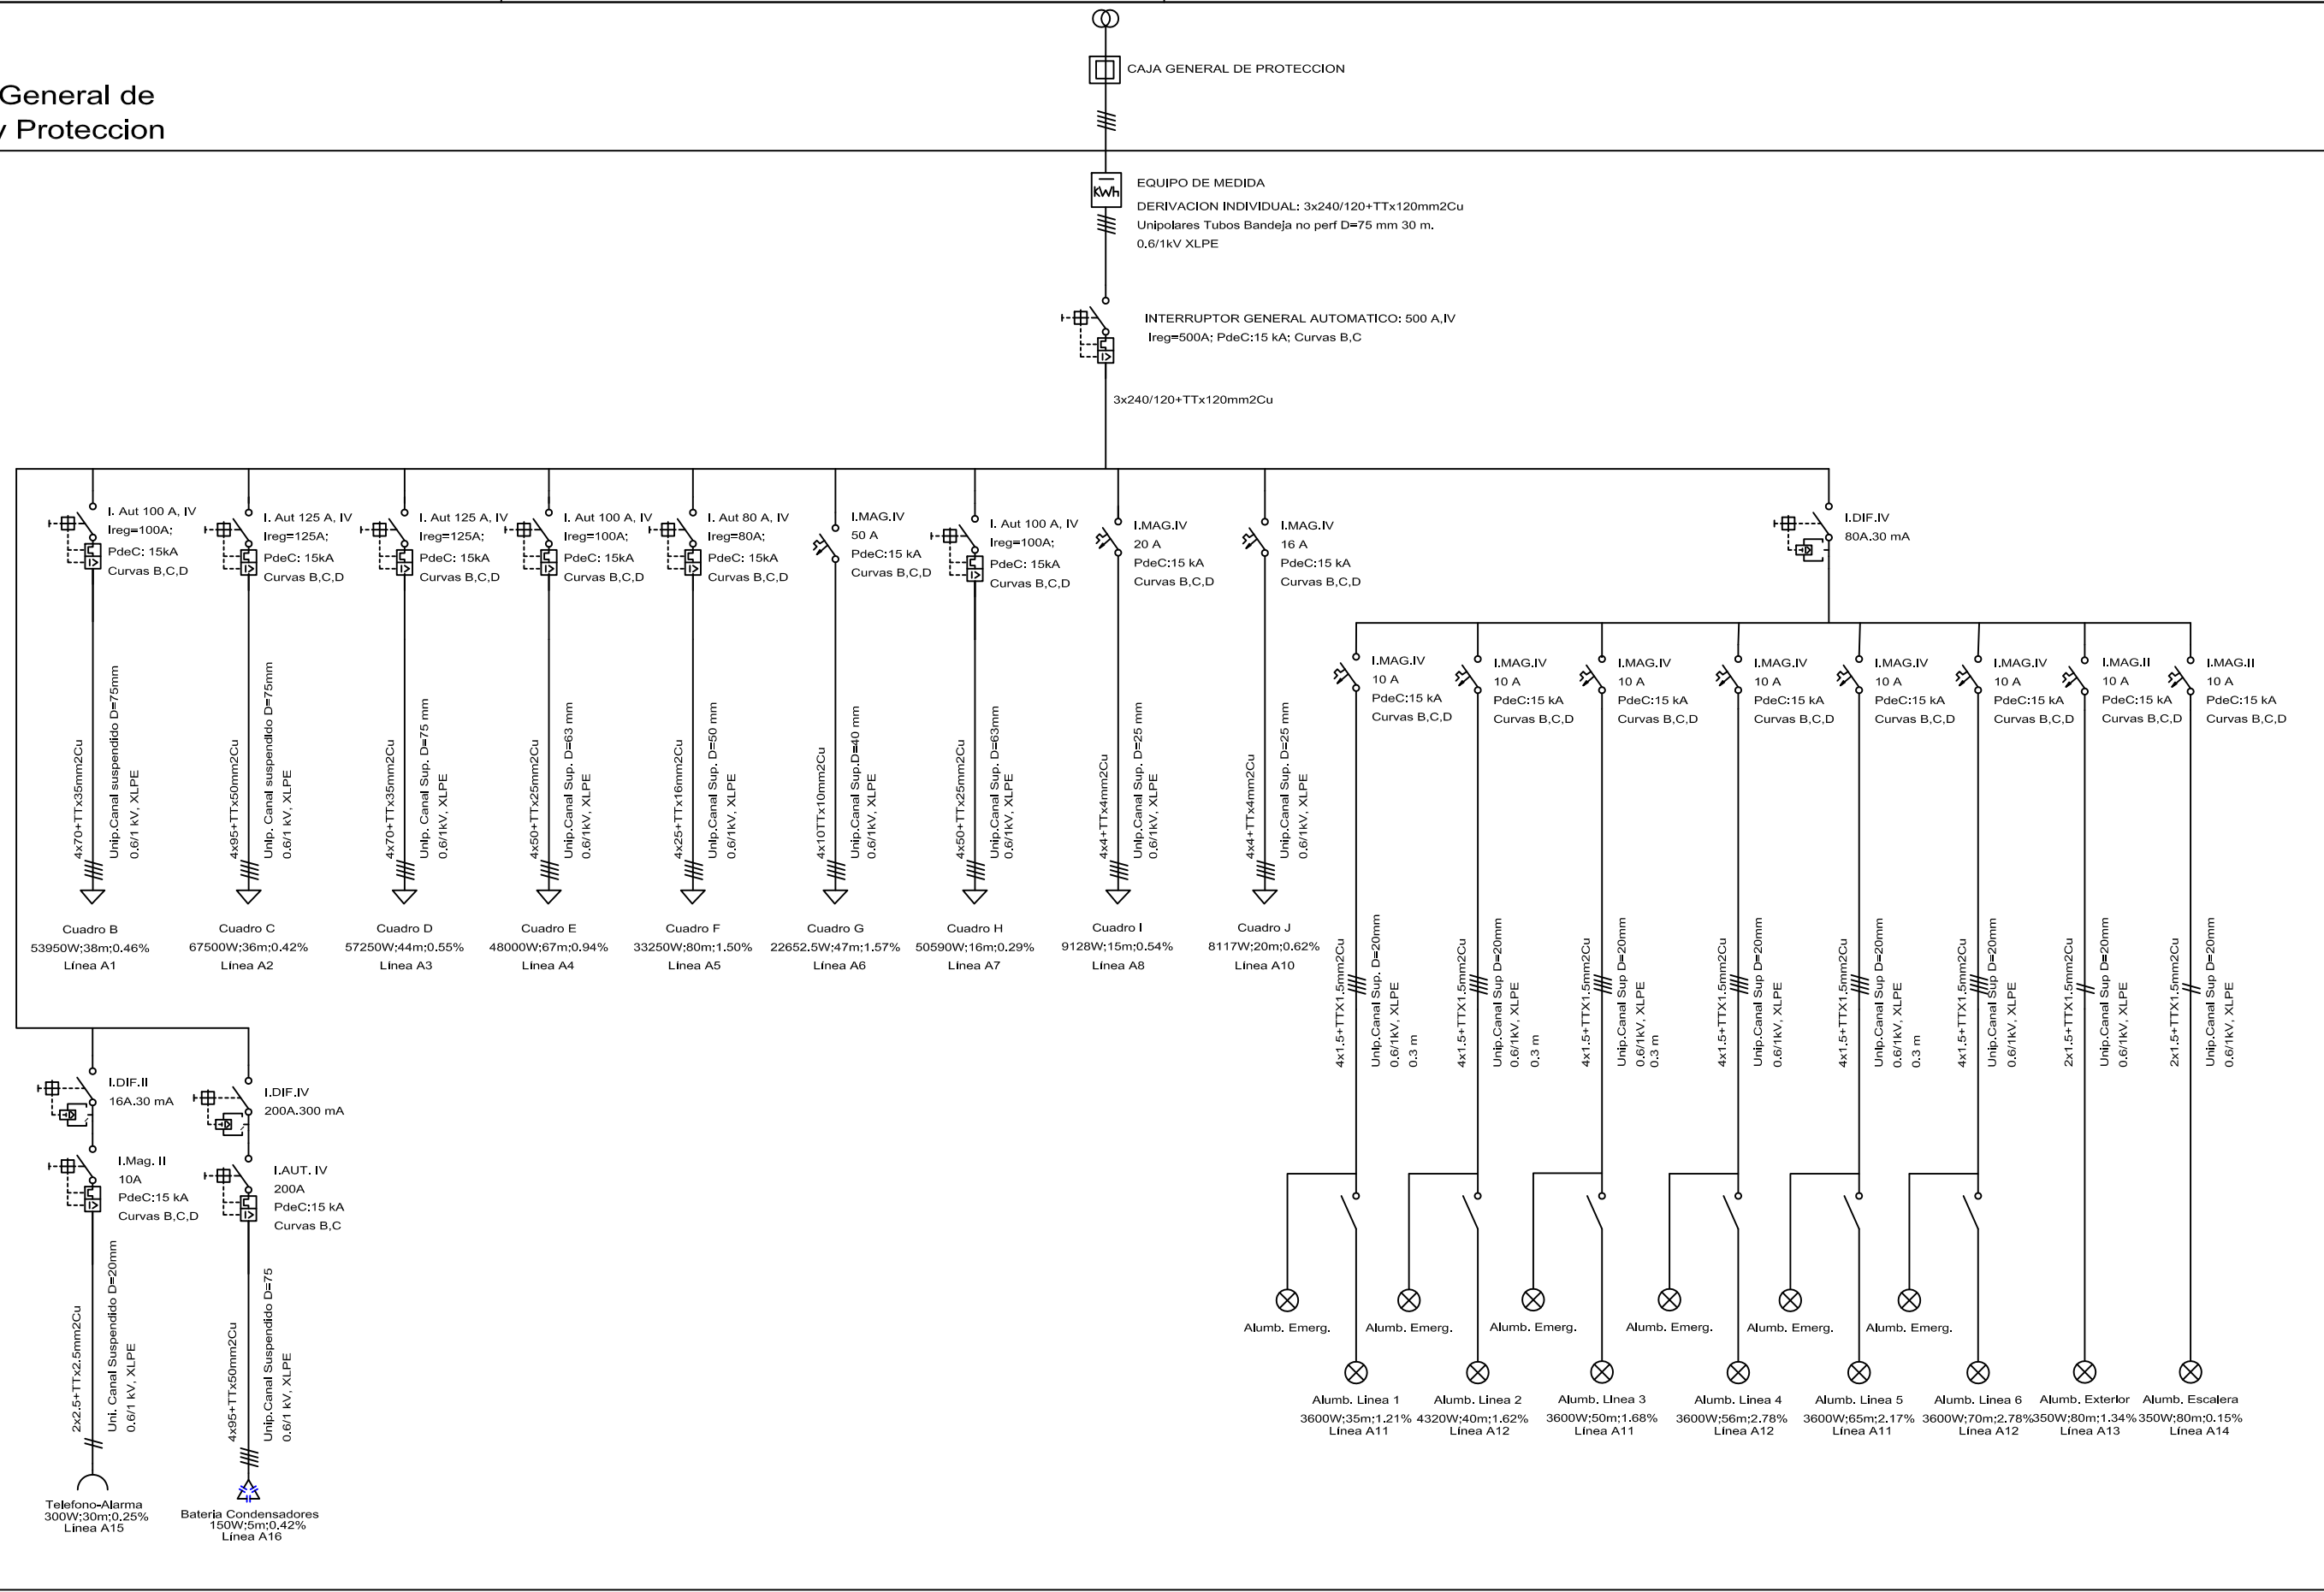 General de
y Proteccion
CAJA GENERAL DE PROTECCION
KWh
EQUIPO DE MEDIDA
DERIVACION INDIVIDUAL: 3x240/120+TTx120mm2Cu
Unipolares Tubos Bandeja no perf D=75 mm 30 m.
0.6/1kV XLPE
INTERRUPTOR GENERAL AUTOMATICO: 500 A,IV
Ireg=500A; PdeC:15 kA; Curvas B,C
3x240/120+TTx120mm2Cu
I. Aut 100 A, IV
Ireg=100A;
PdeC: 15kA
Curvas B,C,D
4x70+TTx35mm2Cu
Unip.Canal suspendido D=75mm
0.6/1 kV, XLPE
Cuadro B
53950W;38m;0.46%
Línea A1
I. Aut 125 A, IV
Ireg=125A;
PdeC: 15kA
Curvas B,C,D
4x95+TTx50mm2Cu
Unip. Canal suspendido D=75mm
0.6/1 kV, XLPE
Cuadro C
67500W;36m;0.42%
Línea A2
I. Aut 125 A, IV
Ireg=125A;
PdeC: 15kA
Curvas B,C,D
4x70+TTx35mm2Cu
Unip. Canal Sup. D=75 mm
0.6/1kV, XLPE
Cuadro D
57250W;44m;0.55%
Línea A3
I. Aut 100 A, IV
Ireg=100A;
PdeC: 15kA
Curvas B,C,D
4x50+TTx25mm2Cu
Unip.Canal Sup. D=63 mm
0.6/1kV, XLPE
Cuadro E
48000W;67m;0.94%
Línea A4
I. Aut 80 A, IV
Ireg=80A;
PdeC: 15kA
Curvas B,C,D
4x25+TTx16mm2Cu
Unip.Canal Sup. D=50 mm
0.6/1kV, XLPE
Cuadro F
33250W;80m;1.50%
Línea A5
I.MAG.IV
50 A
PdeC:15 kA
Curvas B,C,D
4x10TTx10mm2Cu
Unip.Canal Sup.D=40 mm
0.6/1kV, XLPE
Cuadro G
22652.5W;47m;1.57%
Línea A6
I. Aut 100 A, IV
Ireg=100A;
PdeC: 15kA
Curvas B,C,D
4x50+TTx25mm2Cu
Unip.Canal Sup. D=63mm
0.6/1kV, XLPE
Cuadro H
50590W;16m;0.29%
Línea A7
I.MAG.IV
20 A
PdeC:15 kA
Curvas B,C,D
4x4+TTx4mm2Cu
Unip.Canal Sup. D=25 mm
0.6/1kV, XLPE
Cuadro I
9128W;15m;0.54%
Línea A8
I.MAG.IV
16 A
PdeC:15 kA
Curvas B,C,D
4x4+TTx4mm2Cu
Unip.Canal Sup. D=25 mm
0.6/1kV, XLPE
Cuadro J
8117W;20m;0.62%
Línea A10
I.DIF.IV
80A.30 mA
I.MAG.IV
10 A
PdeC:15 kA
Curvas B,C,D
4x1.5+TTX1.5mm2Cu
Unip.Canal Sup. D=20mm
0.6/1kV, XLPE
0.3 m
Alumb. Emerg.
Alumb. Linea 1
3600W;35m;1.21%
Línea A11
I.MAG.IV
10 A
PdeC:15 kA
Curvas B,C,D
4x1.5+TTX1.5mm2Cu
Unip.Canal Sup D=20mm
0.6/1kV, XLPE
0.3 m
Alumb. Emerg.
Alumb. Linea 2
4320W;40m;1.62%
Línea A12
I.MAG.IV
10 A
PdeC:15 kA
Curvas B,C,D
4x1.5+TTX1.5mm2Cu
Unip.Canal Sup D=20mm
0.6/1kV, XLPE
0.3 m
Alumb. Emerg.
Alumb. Linea 3
3600W;50m;1.68%
Línea A11
I.MAG.IV
10 A
PdeC:15 kA
Curvas B,C,D
4x1.5+TTX1.5mm2Cu
Unip.Canal Sup D=20mm
0.6/1kV, XLPE
Alumb. Emerg.
Alumb. Linea 4
3600W;56m;2.78%
Línea A12
I.MAG.IV
10 A
PdeC:15 kA
Curvas B,C,D
4x1.5+TTX1.5mm2Cu
Unip.Canal Sup D=20mm
0.6/1kV, XLPE
0.3 m
Alumb. Emerg.
Alumb. Linea 5
3600W;65m;2.17%
Línea A11
I.MAG.IV
10 A
PdeC:15 kA
Curvas B,C,D
4x1.5+TTX1.5mm2Cu
Unip.Canal Sup D=20mm
0.6/1kV, XLPE
Alumb. Emerg.
Alumb. Linea 6
3600W;70m;2.78%
Línea A12
I.MAG.II
10 A
PdeC:15 kA
Curvas B,C,D
2x1.5+TTX1.5mm2Cu
Unip.Canal Sup D=20mm
0.6/1kV, XLPE
Alumb. Exterior
350W;80m;1.34%
Línea A13
I.MAG.II
10 A
PdeC:15 kA
Curvas B,C,D
2x1.5+TTX1.5mm2Cu
Unip.Canal Sup D=20mm
0.6/1kV, XLPE
Alumb. Escalera
350W;80m;0.15%
Línea A14
I.DIF.II
16A.30 mA
I.Mag. II
10A
PdeC:15 kA
Curvas B,C,D
2x2.5+TTx2.5mm2Cu
Uni. Canal Suspendido D=20mm
0.6/1 kV, XLPE
Telefono-Alarma
300W;30m;0.25%
Línea A15
I.DIF.IV
200A.300 mA
I.AUT. IV
200A
PdeC:15 kA
Curvas B,C
4x95+TTx50mm2Cu
Unip.Canal Suspendido D=75
0.6/1 kV, XLPE
Bateria Condensadores
150W;5m;0.42%
Línea A16